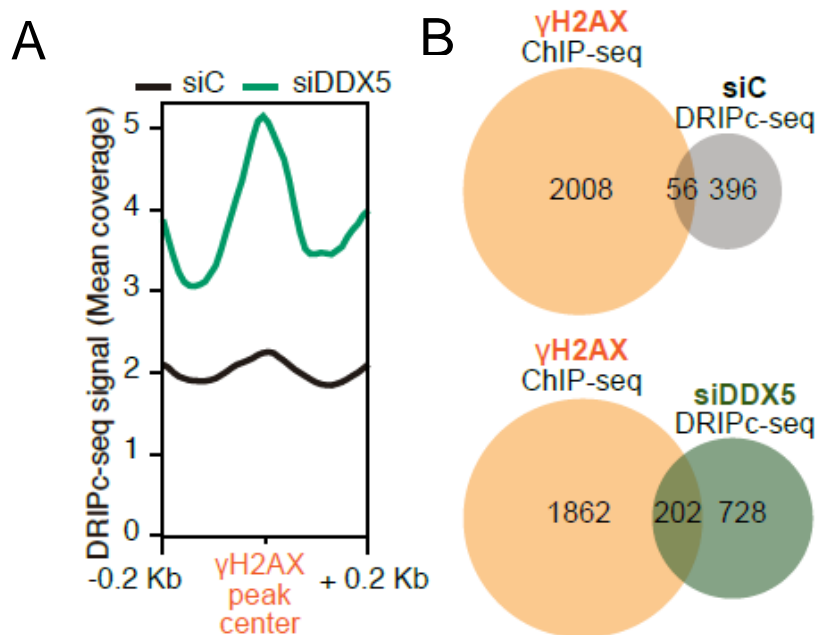 A
siC siDDX5
DRIPc-seq signal (Mean coverage)
5
4
3
2
1
0
-0.2 Kb
γH2AX
peak
center
+ 0.2 Kb
B
γH2AX
ChIP-seq
siC
DRIPc-seq
2008 56 396
γH2AX
ChIP-seq
siDDX5
DRIPc-seq
1862 202 728